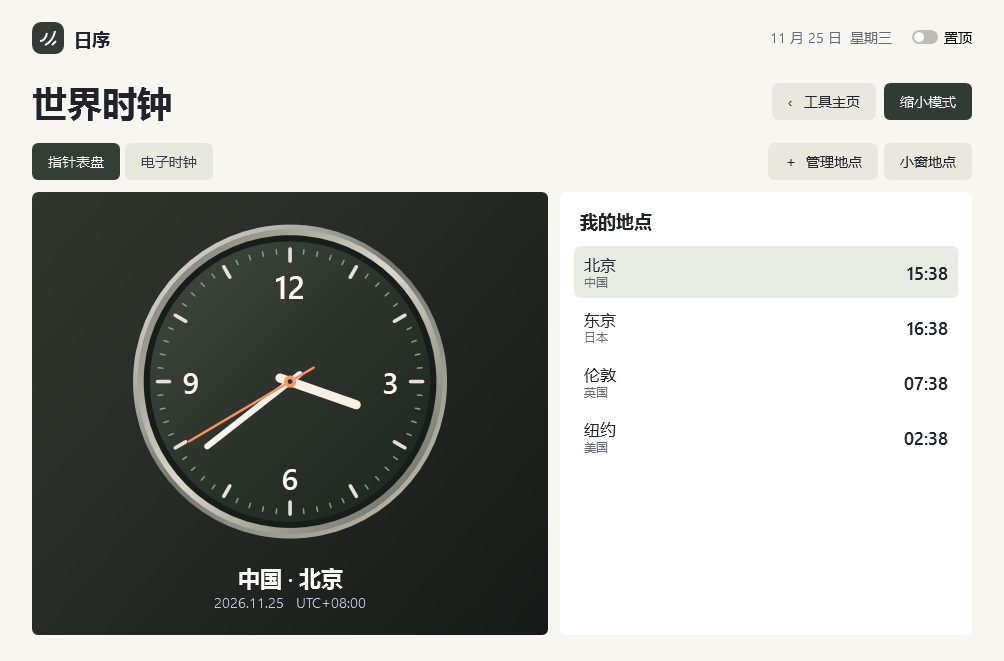 日序
11 月 25 日 星期三
置顶
世界时钟
‹ 工具主页
缩小模式
指针表盘
电子时钟
+ 管理地点
小窗地点
12
9
3
6
中国 · 北京
2026.11.25 UTC+08:00
我的地点
北京
中国
15:38
东京
日本
16:38
伦敦
英国
07:38
纽约
美国
02:38